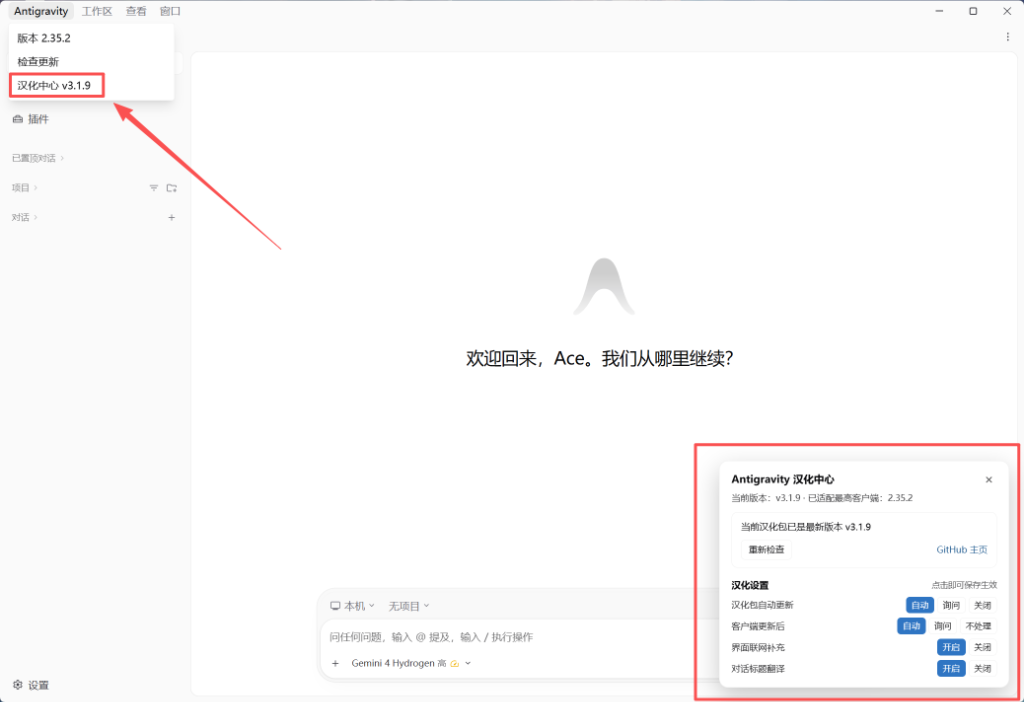 Antigravity 工作区 查看 窗口
版本 2.35.2
检查更新
汉化中心 v3.1.9
插件
已置顶对话
项目
对话
欢迎回来，Ace。我们从哪里继续？
本机 无项目
问任何问题，输入 @ 提及，输入 / 执行操作
Gemini 4 Hydrogen 高
设置
Antigravity 汉化中心
当前版本：v3.1.9 · 已适配最高客户端：2.35.2
当前汉化包已是最新版本 v3.1.9
重新检查 GitHub 主页
汉化设置 点击即可保存生效
汉化包自动更新 自动 询问 关闭
客户端更新后 自动 询问 不处理
界面联网补充 开启 关闭
对话标题翻译 开启 关闭